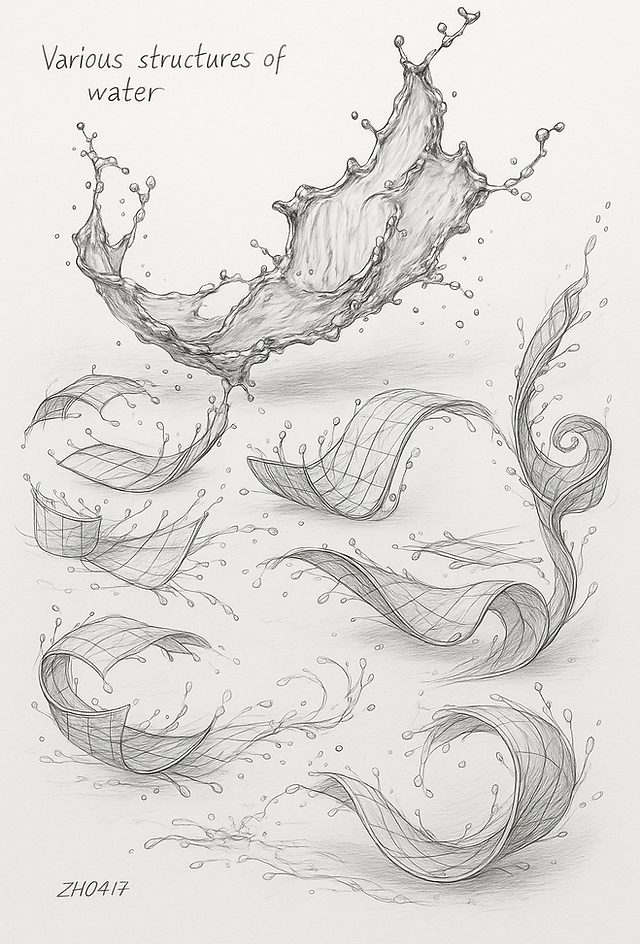 Various structures of
water
ZH0417